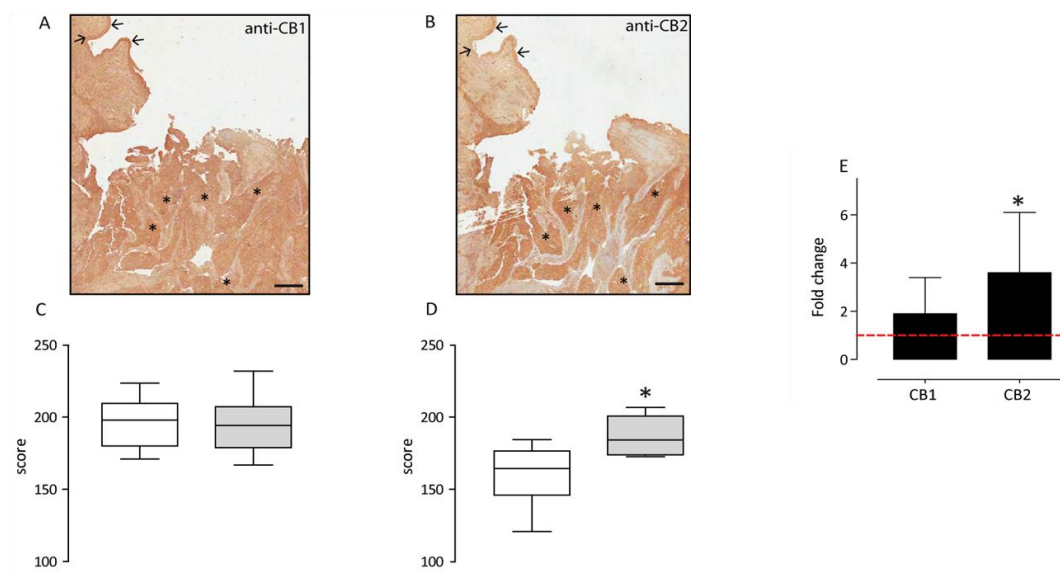 A
anti-CB1
B
anti-CB2
* * * * *
* * * * *
C
250
200
150
100
score
D
250
200
150
100
score
*
E
*
6
4
2
0
Fold change
CB1
CB2